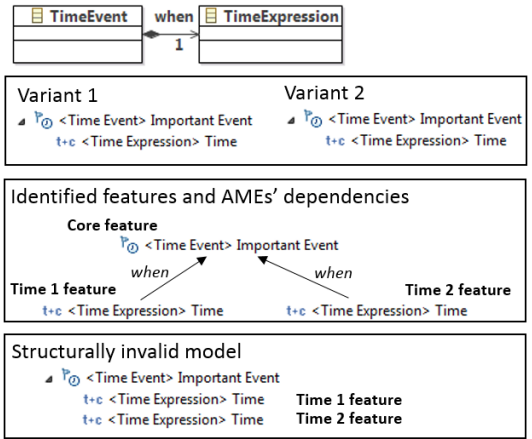 TimeEvent when TimeExpression
1
Variant 1 Variant 2
<Time Event> Important Event <Time Event> Important Event
t+c <Time Expression> Time t+c <Time Expression> Time
Identified features and AMEs’ dependencies
Core feature
<Time Event> Important Event
when when
Time 1 feature Time 2 feature
t+c <Time Expression> Time t+c <Time Expression> Time
Structurally invalid model
<Time Event> Important Event
t+c <Time Expression> Time Time 1 feature
t+c <Time Expression> Time Time 2 feature